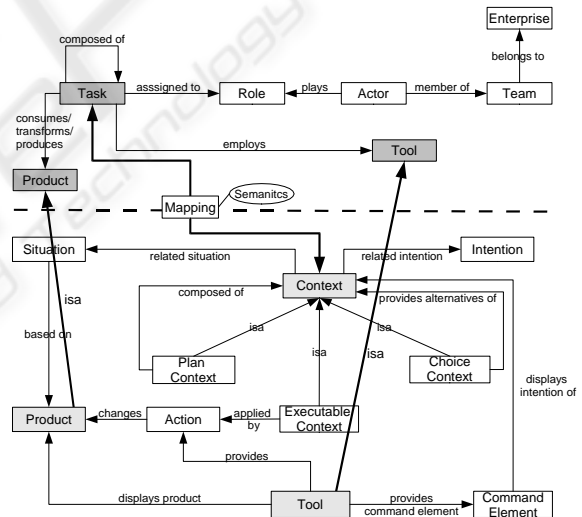 Enterprise
composed of
belongs to
Task
asssigned to
Role
plays
Actor
member of
Team
consumes/
transforms/
produces
employs
Tool
Product
Semanitcs
Mapping
Situation
related situation
related intention
Intention
Context
composed of
provides alternatives of
isa
isa
isa
isa
isa
based on
Plan
Context
Choice
Context
displays
intention of
Product
changes
Action
applied
by
Executable
Context
provides
displays product
Tool
provides
command element
Command
Element
technology